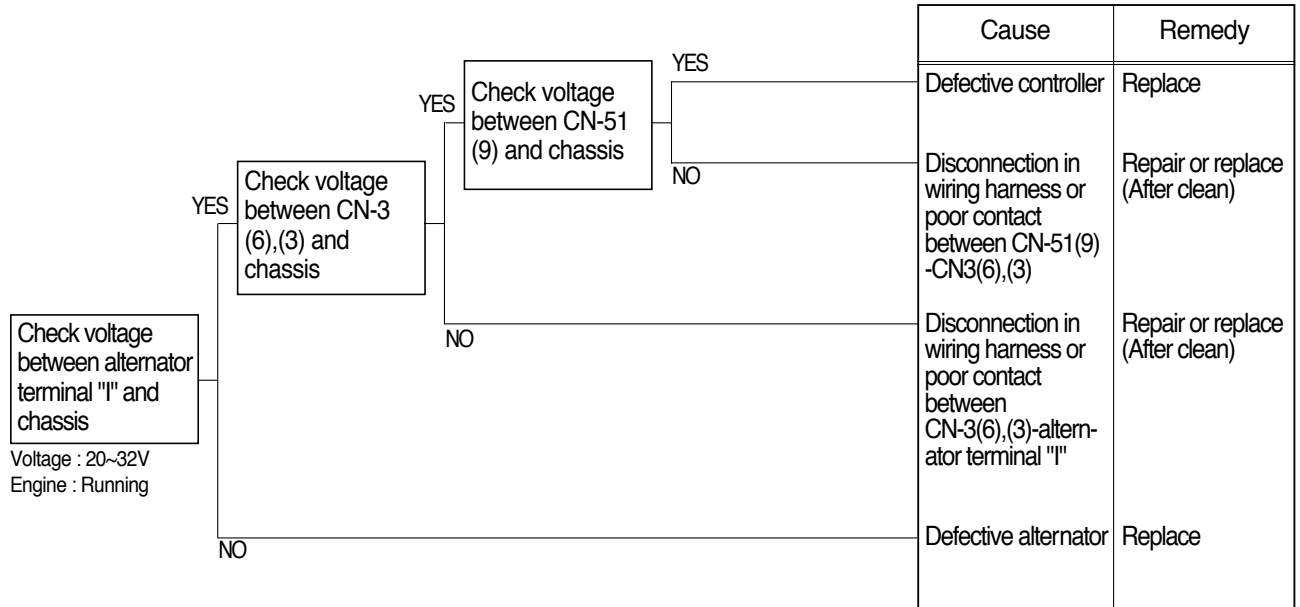 Cause
Remedy
YES
Defective controller
Replace
YES
Check voltage
between CN-51
(9) and chassis
NO
Disconnection in
wiring harness or
poor contact
between CN-51(9)
-CN3(6),(3)
Repair or replace
(After clean)
YES
Check voltage
between CN-3
(6),(3) and
chassis
NO
Disconnection in
wiring harness or
poor contact
between
CN-3(6),(3)-altern-
ator terminal "I"
Repair or replace
(After clean)
Check voltage
between alternator
terminal "I" and
chassis
Voltage : 20~32V
Engine : Running
NO
Defective alternator
Replace